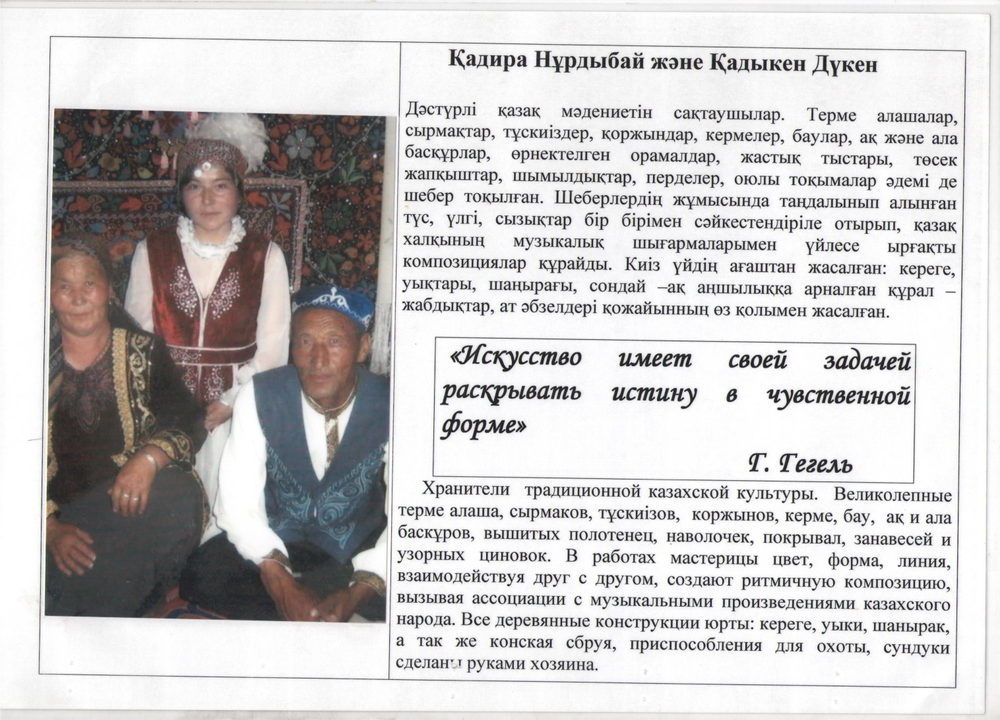 Қадира Нұрдыбай және Қадыкен Дүкен
Дәстүрлі қазақ мәдениетін сақтаушылар. Терме алашалар,
сырмақтар, тұскиіздер, қоржындар, кермелер, баулар, ақ және ала
басқұрлар, өрнектелген орамалдар, жастық тыстары, төсек
жапқыштар, шымылдықтар, перделер, оюлы тоқымалар әдемі де
шебер тоқылған. Шеберлердің жұмысында таңдалынып алынған
түс, үлгі, сызықтар бір бірімен сәйкестендіріле отырып, қазақ
халқының музыкалық шығармаларымен үйлесе ырғақты
композициялар құрайды. Киіз үйдің ағаштан жасалған: кереге,
уықтары, шаңырағы, сондай –ақ аңшылыққа арналған құрал –
жабдықтар, ат әбзелдері қожайынның өз қолымен жасалған.
«Искусство имеет своей задачей
раскрывать истину в чувственной
форме»
Г. Гегель
Хранители традиционной казахской культуры. Великолепные
терме алаша, сырмаков, тұскиізов, коржынов, керме, бау, ақ и ала
баскұров, вышитых полотенец, наволочек, покрывал, занавесей и
узорных циновок. В работах мастерицы цвет, форма, линия,
взаимодействуя друг с другом, создают ритмичную композицию,
вызывая ассоциации с музыкальными произведениями казахского
народа. Все деревянные конструкции юрты: кереге, уыки, шанырак,
а так же конская сбруя, приспособления для охоты, сундуки
сделаны руками хозяина.